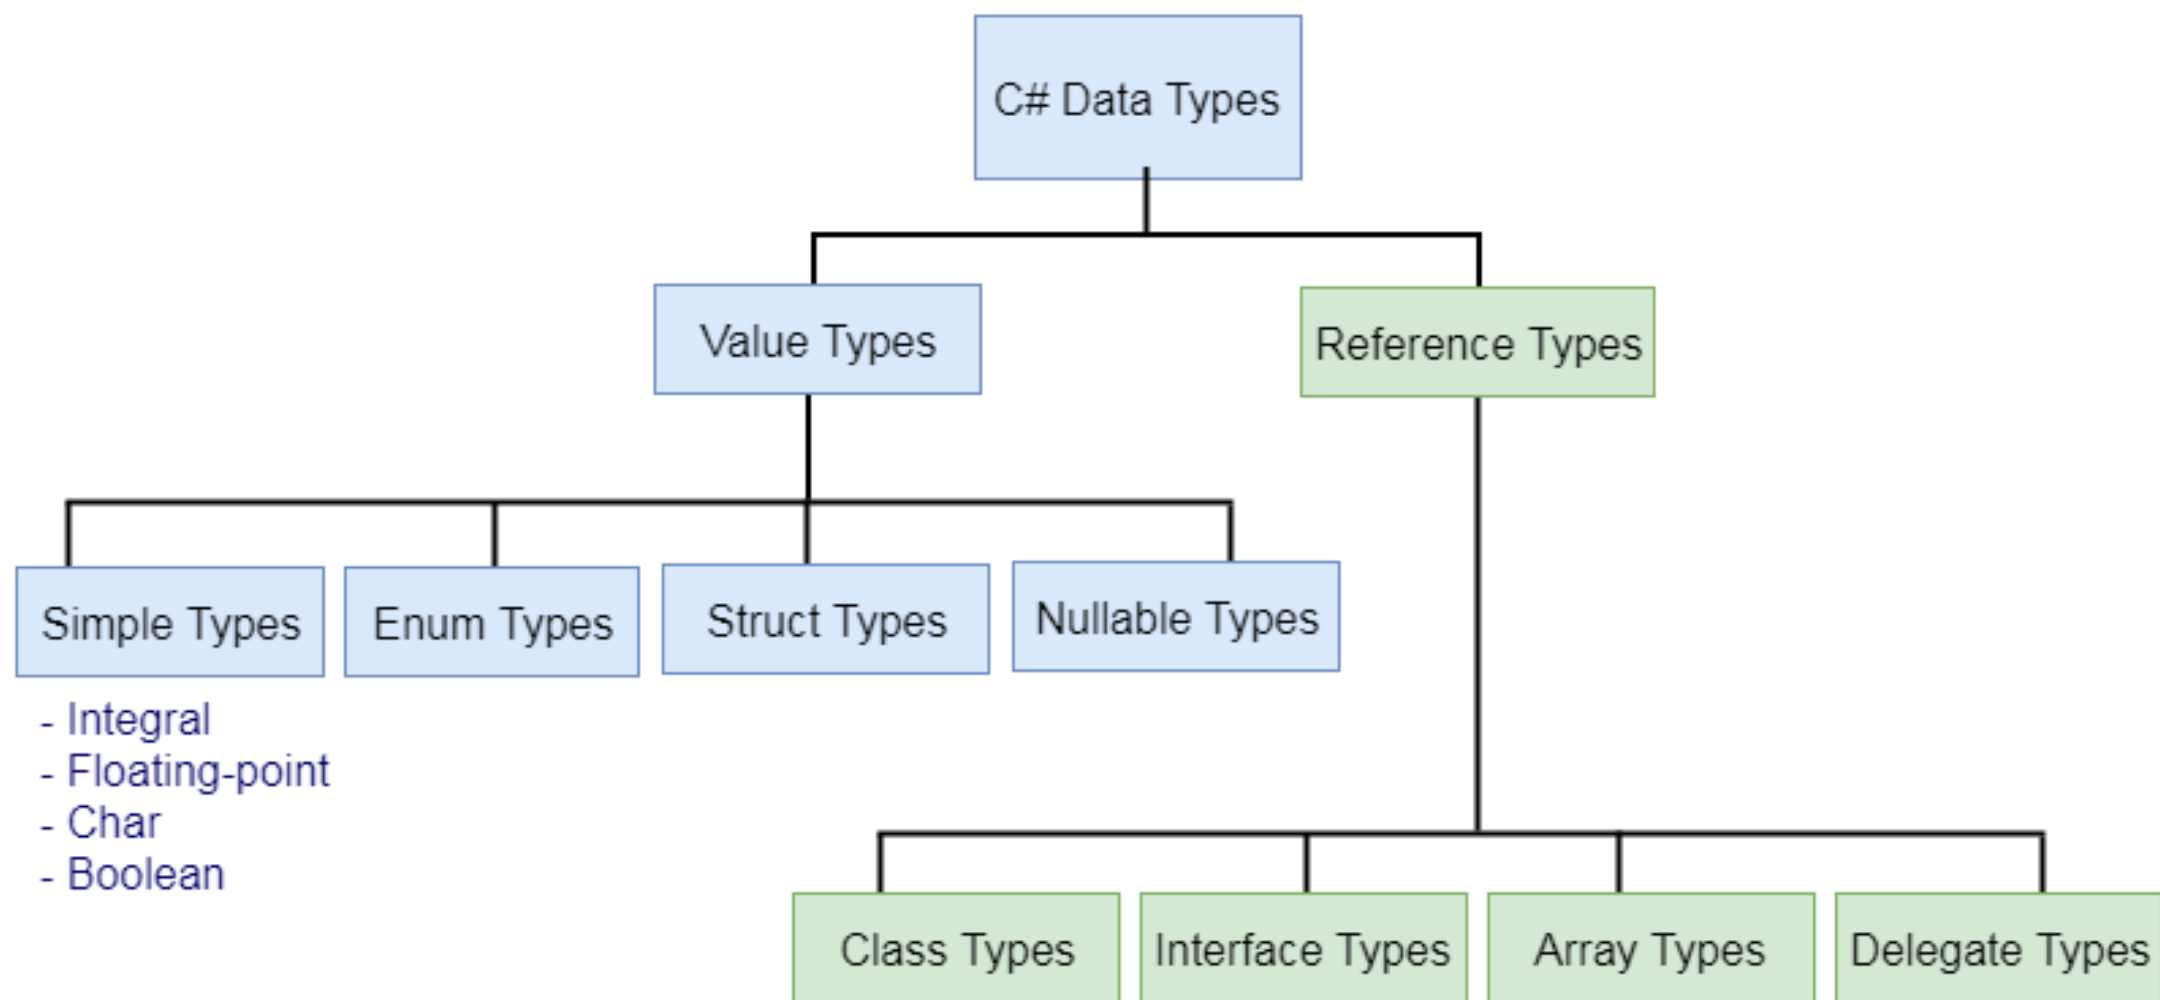 C# Data Types
Value Types
Reference Types
Simple Types
Enum Types
Struct Types
Nullable Types
- Integral
- Floating-point
- Char
- Boolean
Class Types
Interface Types
Array Types
Delegate Types